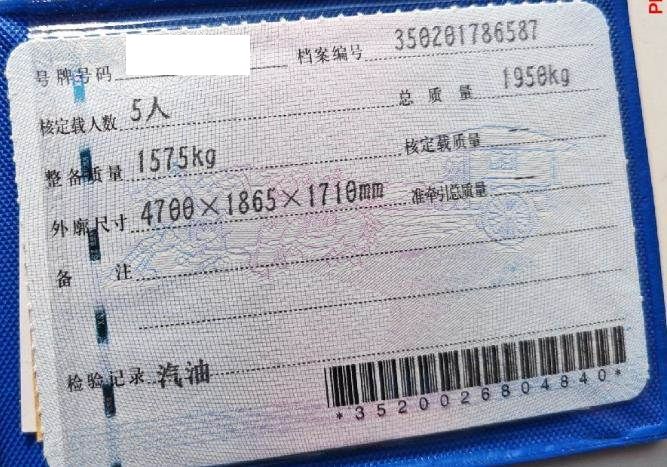 号牌号码 档案编号 350201786587
核定载人数 5人 总质量 1950kg
整备质量 1575kg 核定载质量 —
外廓尺寸 4700×1865×1710mm 准牵引总质量 —
备注
检验记录 汽油
*3520026804840*